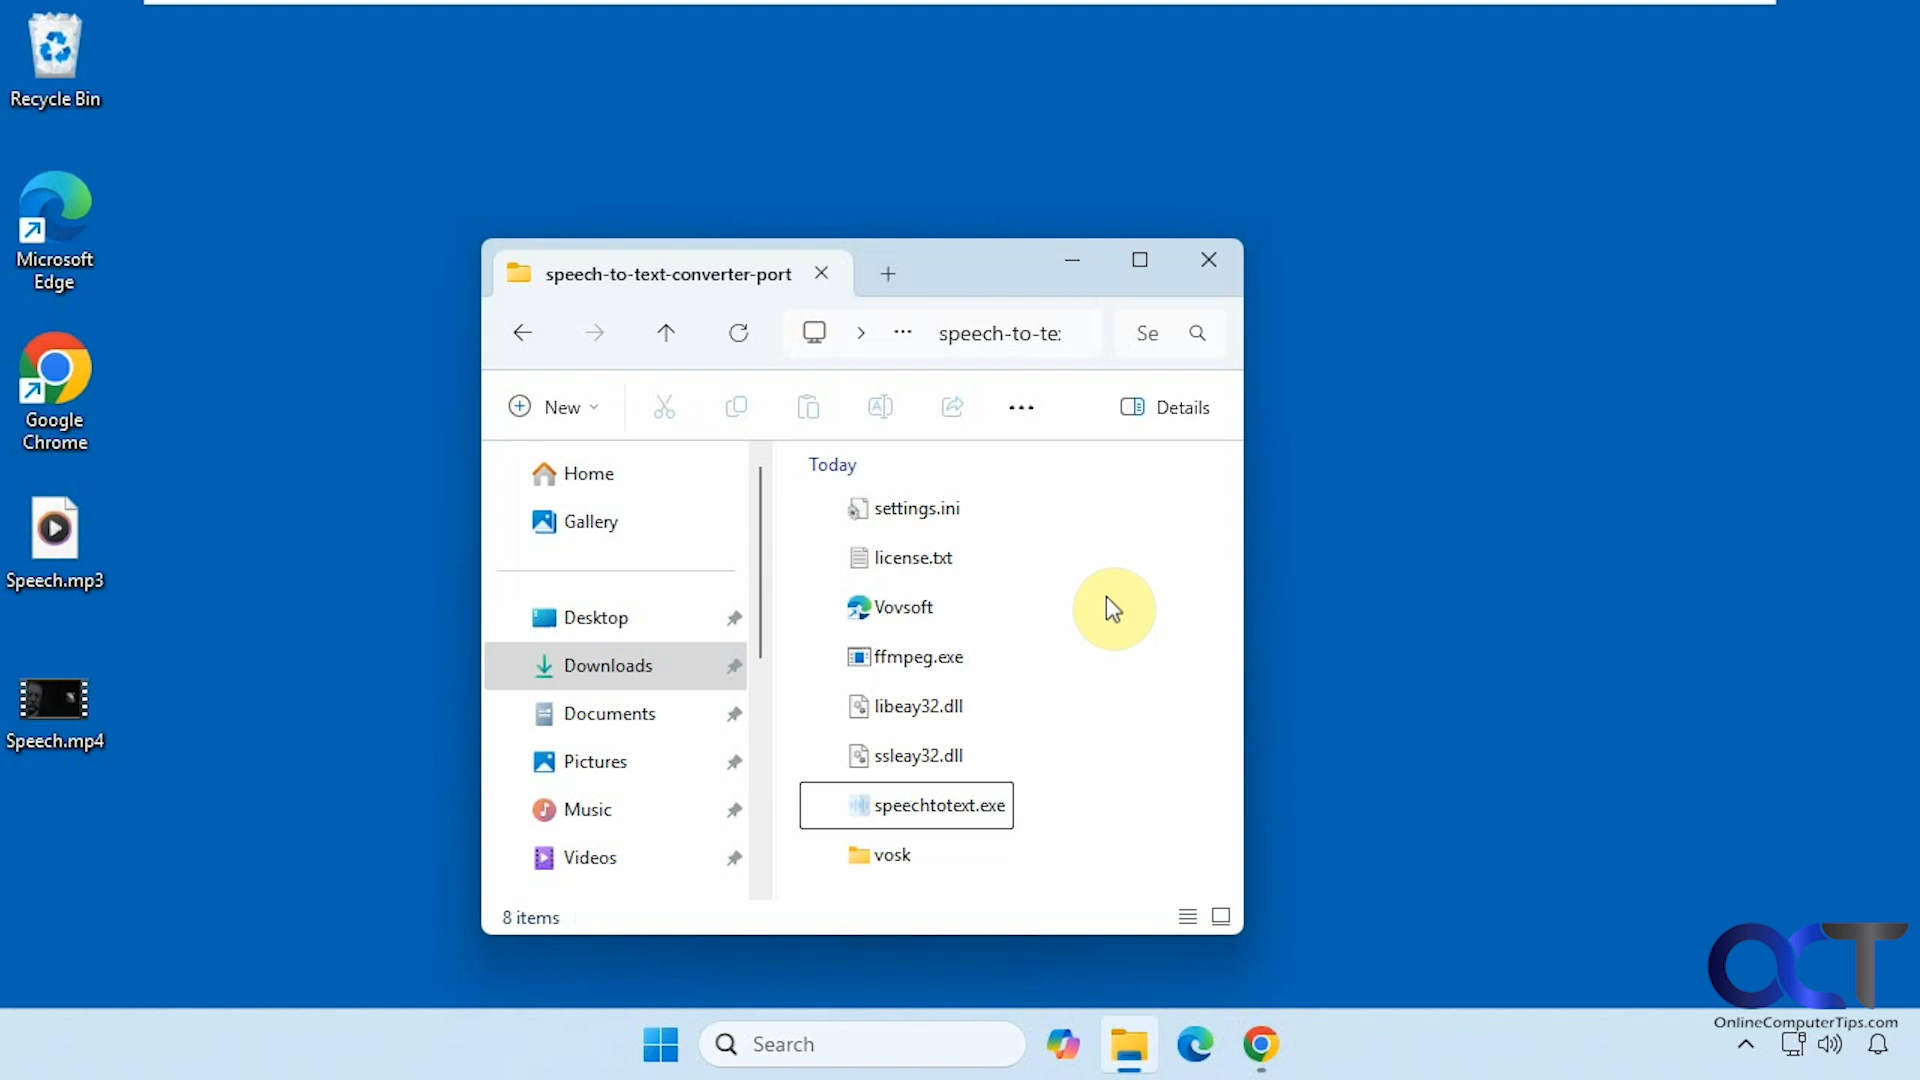 Recycle Bin
Microsoft
Edge
Google
Chrome
Speech.mp3
Speech.mp4
speech-to-text-converter-port
speech-to-te
Se
New
Details
Home
Gallery
Desktop
Downloads
Documents
Pictures
Music
Videos
Today
settings.ini
license.txt
Vovsoft
ffmpeg.exe
libeay32.dll
ssleay32.dll
speechtotext.exe
vosk
8 items
Search
OCT
OnlineComputerTips.com